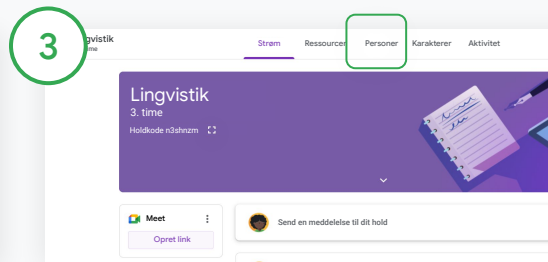 3
gvistik
time
Strøm Ressourcer Personer Karakterer Aktivitet
Lingvistik
3. time
Holdkode n3shnzm
Meet
Opret link
Send en meddelelse til dit hold